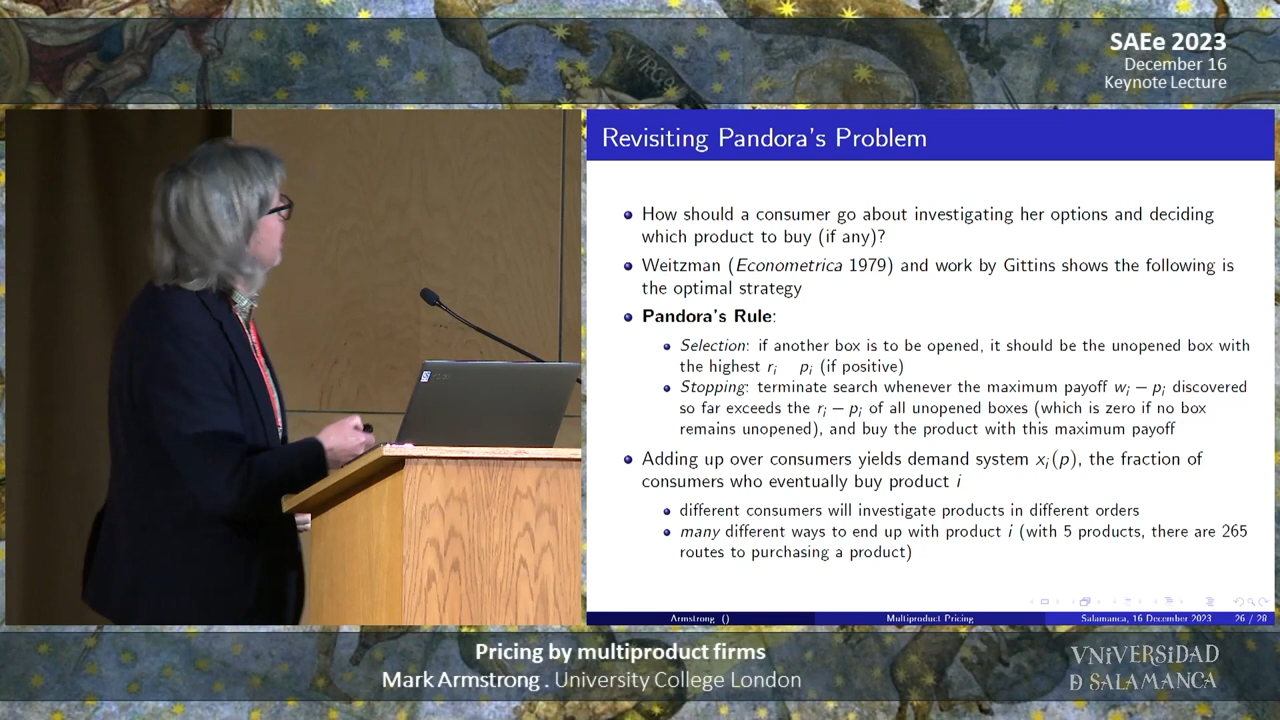 SAEe 2023
December 16
Keynote Lecture
VIRGO
Revisiting Pandora's Problem
How should a consumer go about investigating her options and deciding
which product to buy (if any)?
Weitzman (Econometrica 1979) and work by Gittins shows the following is
the optimal strategy
Pandora's Rule:
Selection: if another box is to be opened, it should be the unopened box with
the highest r_i p_i (if positive)
Stopping: terminate search whenever the maximum payoff w_i − p_i discovered
so far exceeds the r_i − p_i of all unopened boxes (which is zero if no box
remains unopened), and buy the product with this maximum payoff
Adding up over consumers yields demand system x_i(p), the fraction of
consumers who eventually buy product i
different consumers will investigate products in different orders
many different ways to end up with product i (with 5 products, there are 265
routes to purchasing a product)
Armstrong () Multiproduct Pricing Salamanca, 16 December 2023 26 / 28
Pricing by multiproduct firms
Mark Armstrong . University College London
VNiVERSiDAD
D SALAMANCA